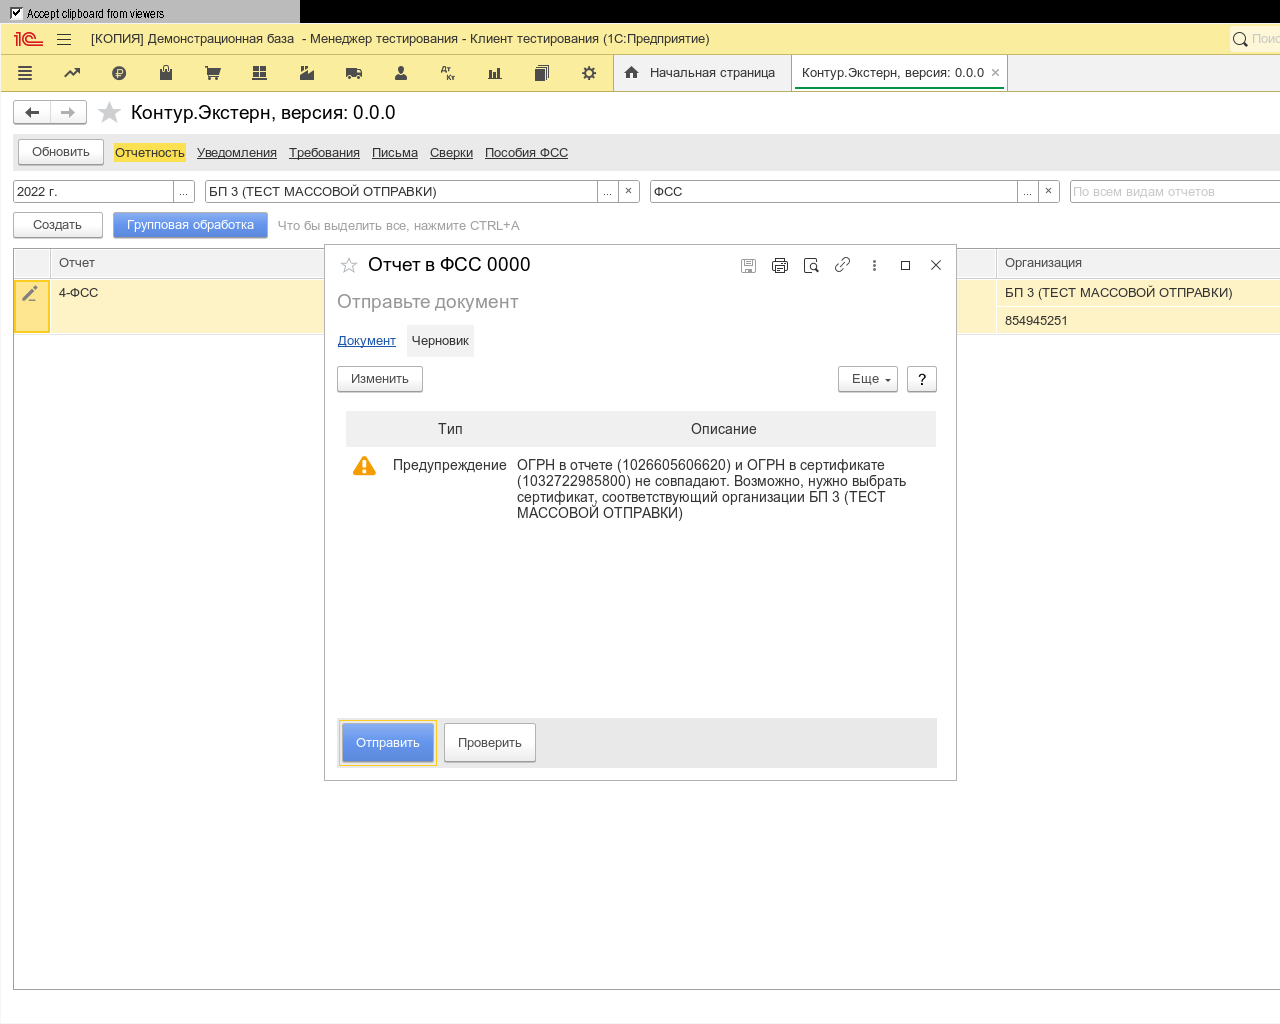 Accept clipboard from viewers
[КОПИЯ] Демонстрационная база - Менеджер тестирования - Клиент тестирования (1С:Предприятие)
Поис
Начальная страница
Контур.Экстерн, версия: 0.0.0
Контур.Экстерн, версия: 0.0.0
Обновить Отчетность Уведомления Требования Письма Сверки Пособия ФСС
2022 г. ... БП 3 (ТЕСТ МАССОВОЙ ОТПРАВКИ) ... × ФСС ... × По всем видам отчетов
Создать Групповая обработка Что бы выделить все, нажмите CTRL+A
Отчет Организация
4-ФСС БП 3 (ТЕСТ МАССОВОЙ ОТПРАВКИ)
854945251
Отчет в ФСС 0000
Отправьте документ
Документ Черновик
Изменить Еще ?
Тип Описание
Предупреждение ОГРН в отчете (1026605606620) и ОГРН в сертификате
(1032722985800) не совпадают. Возможно, нужно выбрать
сертификат, соответствующий организации БП 3 (ТЕСТ
МАССОВОЙ ОТПРАВКИ)
Отправить Проверить